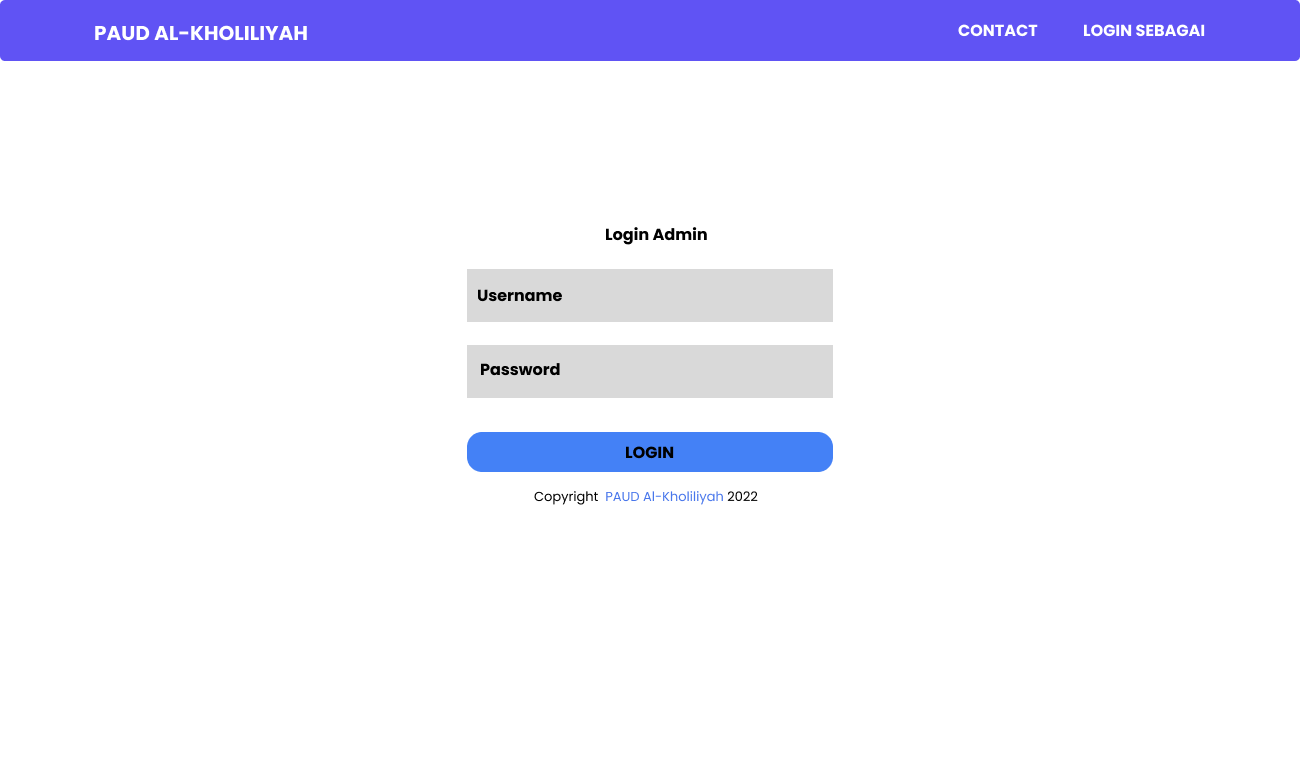 PAUD AL-KHOLILIYAH
CONTACT
LOGIN SEBAGAI
Login Admin
Username
Password
LOGIN
Copyright PAUD Al-Kholiliyah 2022